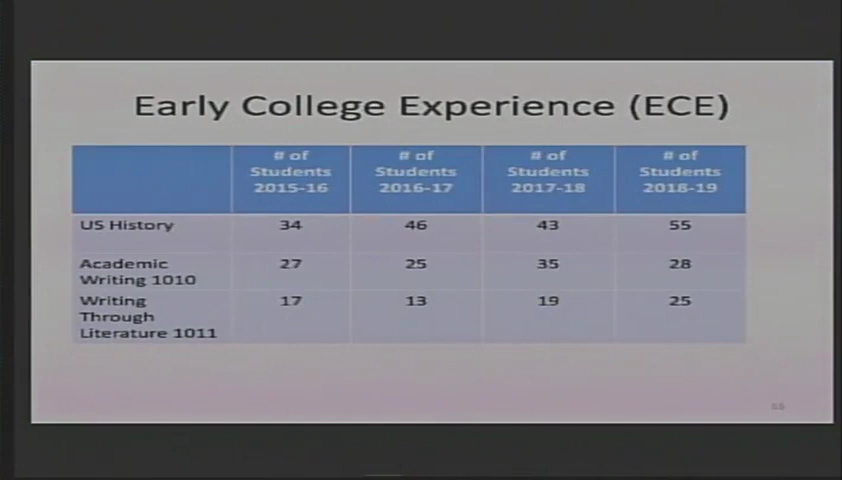 Early College Experience (ECE)
# of Students 2015-16
# of Students 2016-17
# of Students 2017-18
# of Students 2018-19
US History 34 46 43 55
Academic Writing 1010 27 25 35 28
Writing Through Literature 1011 17 13 19 25